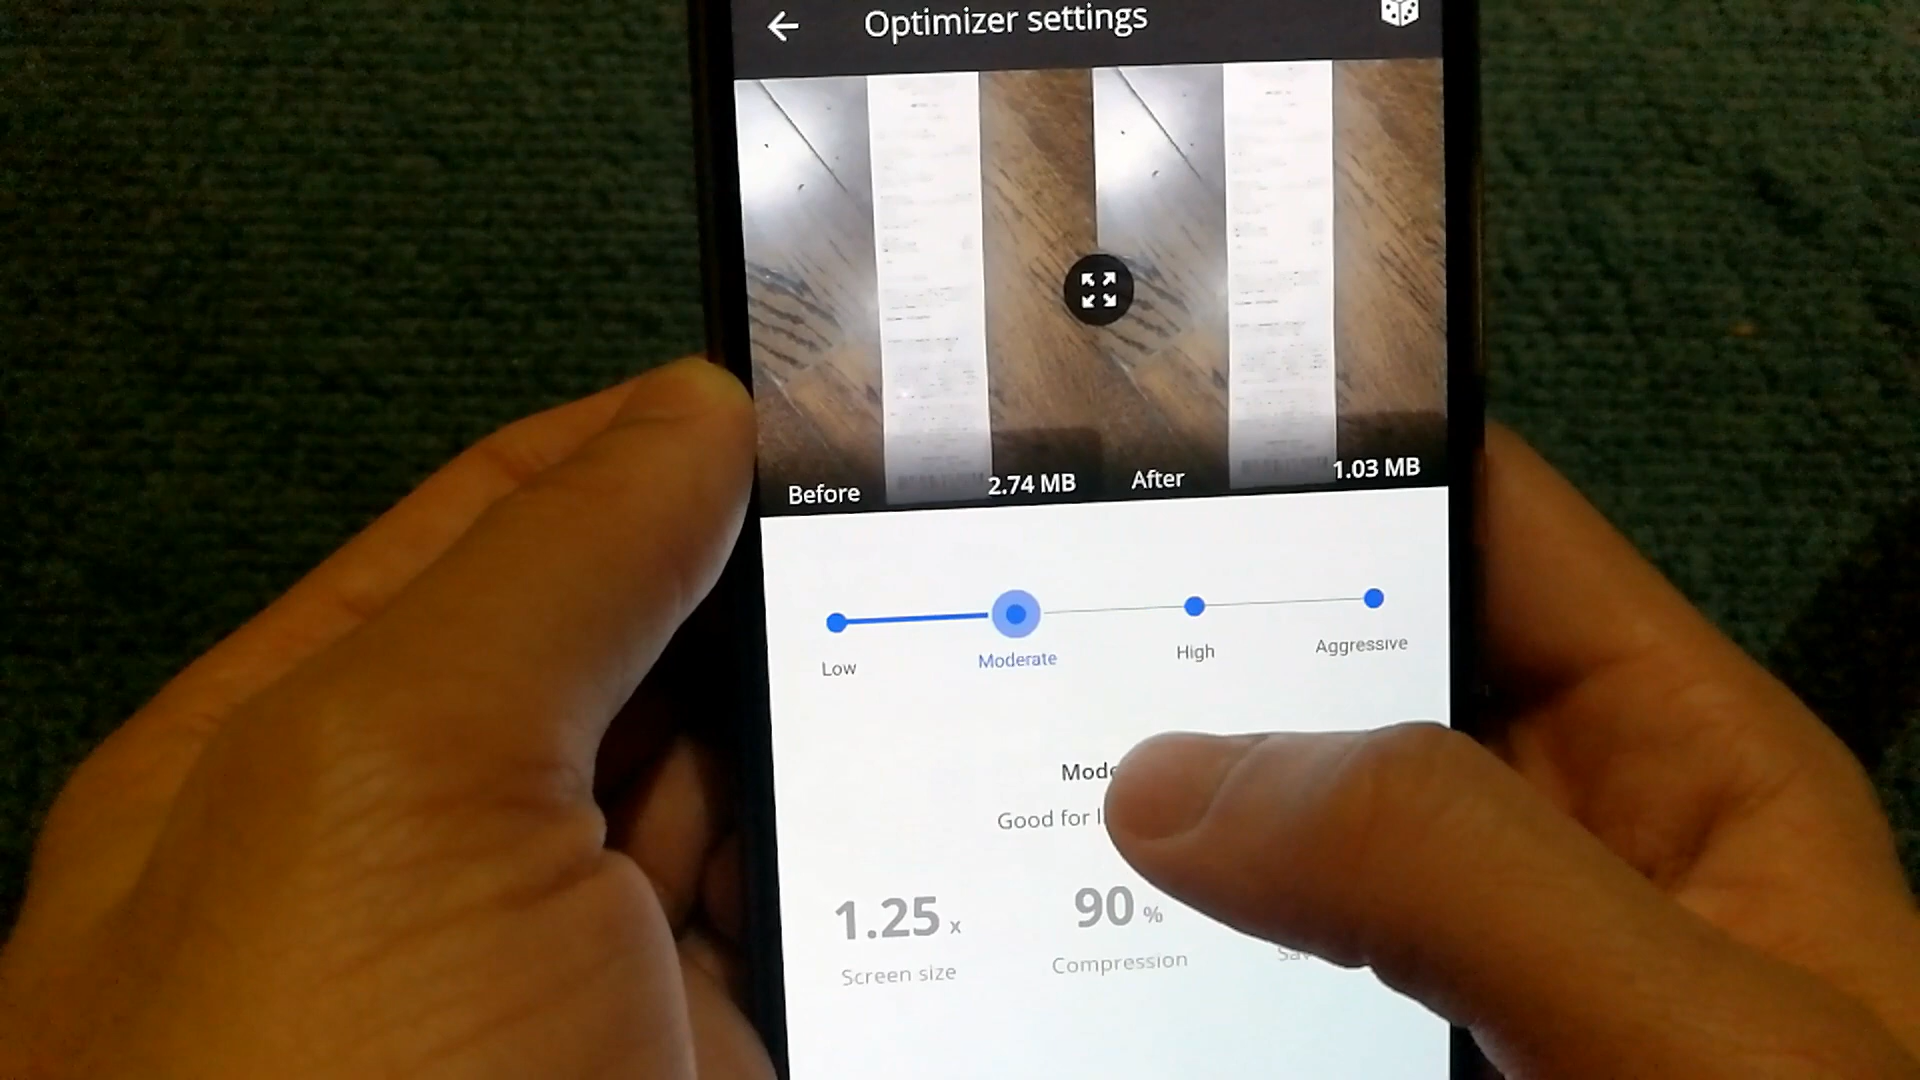 Optimizer settings
Before 2.74 MB After 1.03 MB
Low Moderate High Aggressive
Good for
1.25 x 90 %
Screen size Compression